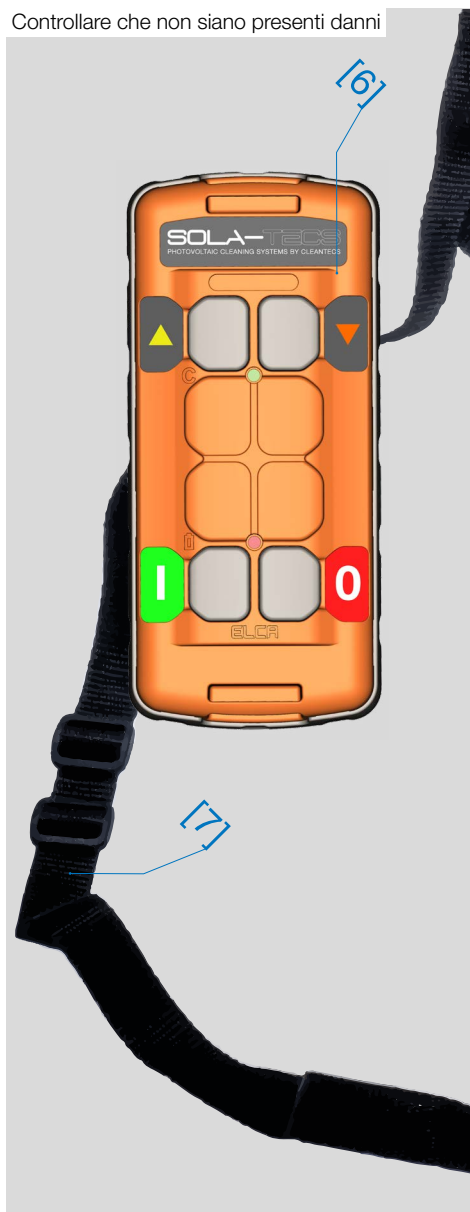 Controllare che non siano presenti danni
[6]
SOLA-TECS
PHOTOVOLTAIC CLEANING SYSTEMS BY CLEANTECS
C
I
0
ELCA
[7]